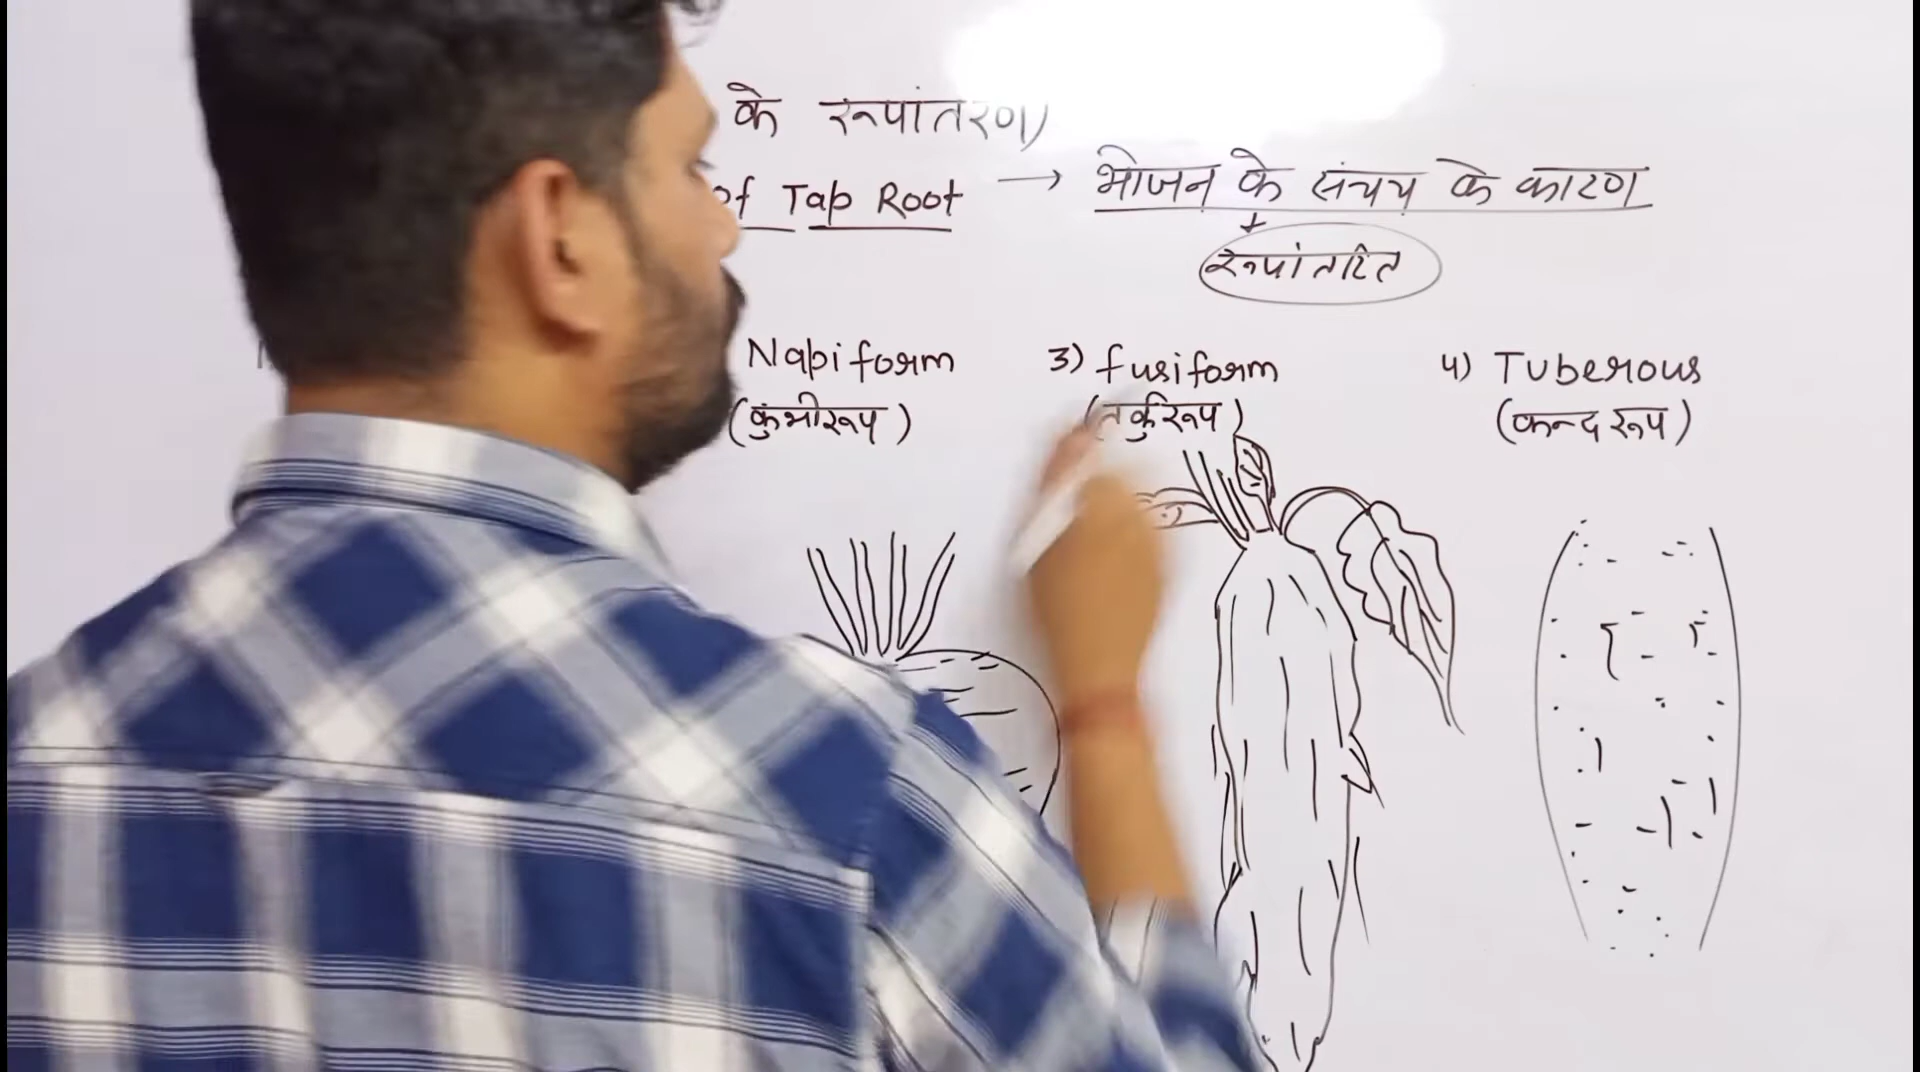 के रूपांतरण)
of Tap Root → भोजन के संचय के कारण
रूपांतरित
Napiform
(कुंभीरूप)
3) fusiform
(तर्कुरूप)
4) Tuberous
(कन्द रूप)